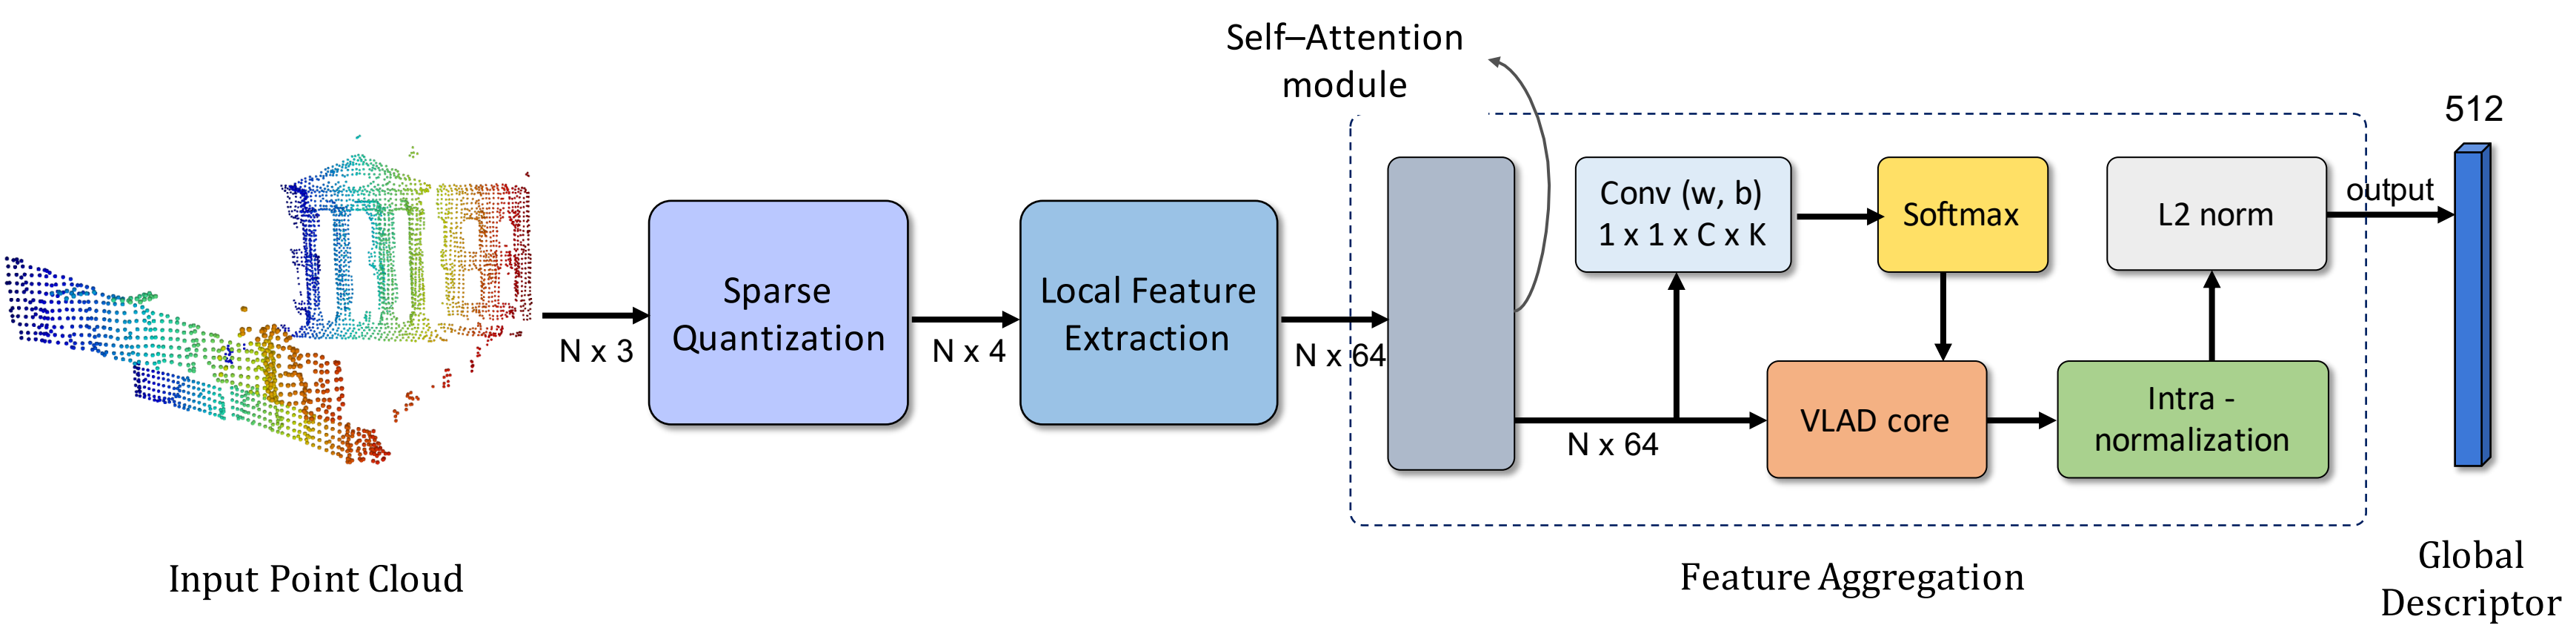 Self–Attention
module
512
Conv (w, b)
1 x 1 x C x K
Softmax
L2 norm
output
Sparse
Quantization
Local Feature
Extraction
N x 3
N x 4
N x 64
VLAD core
Intra -
normalization
N x 64
Input Point Cloud
Feature Aggregation
Global
Descriptor